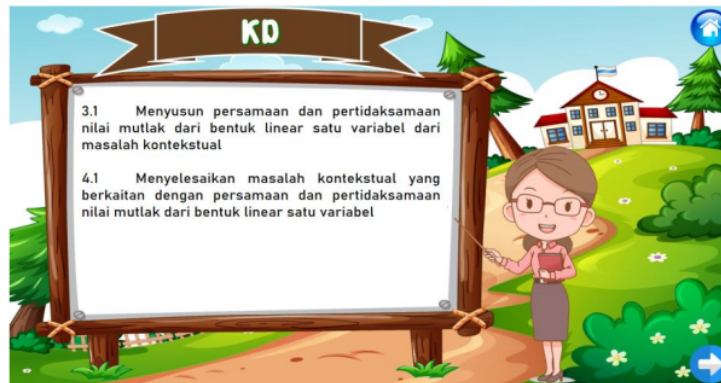 KD
3.1 Menyusun persamaan dan pertidaksamaan
nilai mutlak dari bentuk linear satu variabel dari
masalah kontekstual
4.1 Menyelesaikan masalah kontekstual yang
berkaitan dengan persamaan dan pertidaksamaan
nilai mutlak dari bentuk linear satu variabel